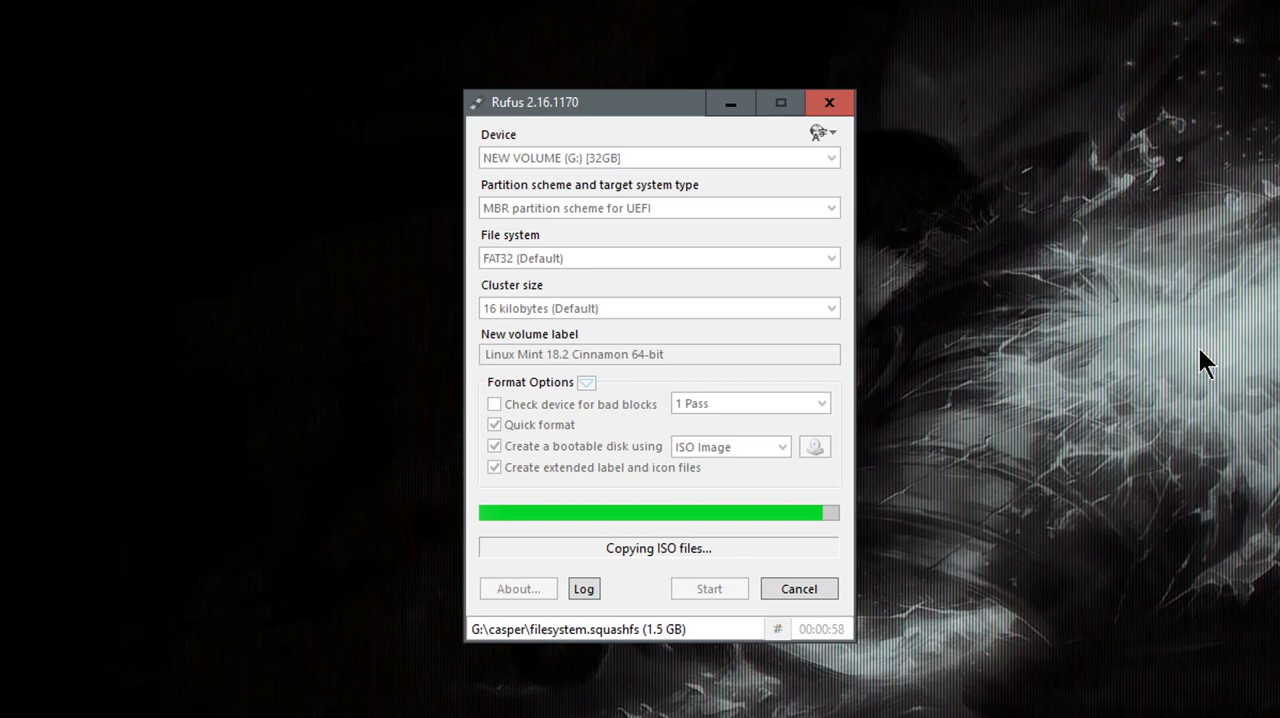 Rufus 2.16.1170
Device
NEW VOLUME (G:) [32GB]
Partition scheme and target system type
MBR partition scheme for UEFI
File system
FAT32 (Default)
Cluster size
16 kilobytes (Default)
New volume label
Linux Mint 18.2 Cinnamon 64-bit
Format Options
Check device for bad blocks 1 Pass
Quick format
Create a bootable disk using ISO Image
Create extended label and icon files
Copying ISO files...
About... Log Start Cancel
G:\casper\filesystem.squashfs (1.5 GB) # 00:00:58